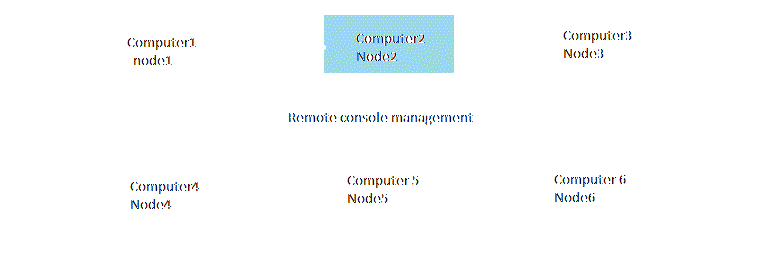 Computer1
node1
Computer2
Node2
Computer3
Node3
Remote console management
Computer4
Node4
Computer 5
Node5
Computer 6
Node6